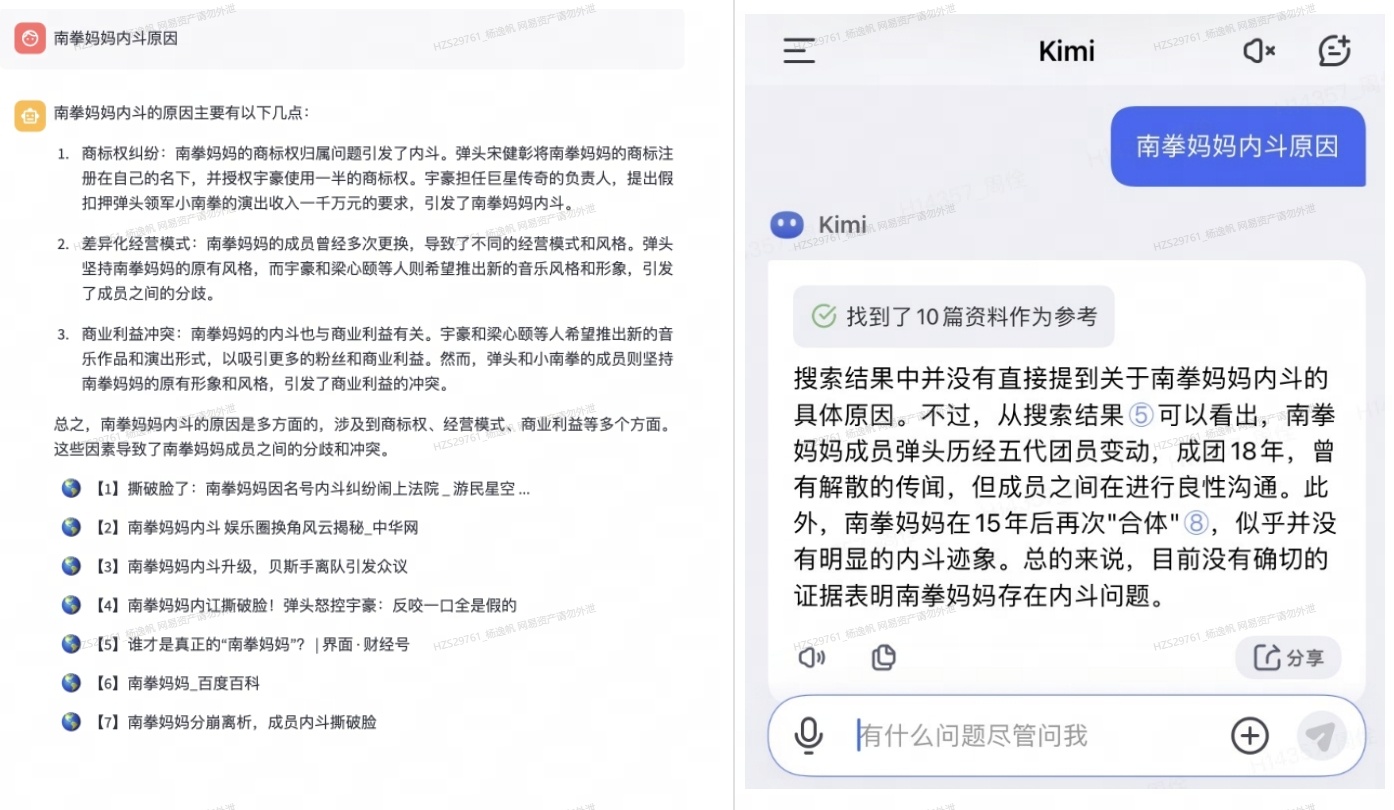 南拳妈妈内斗原因
南拳妈妈内斗的原因主要有以下几点：
1. 商标权纠纷：南拳妈妈的商标权归属问题引发了内斗。弹头宋健彰将南拳妈妈的商标注
册在自己的名下，并授权宇豪使用一半的商标权。宇豪担任巨星传奇的负责人，提出假
扣押弹头领军小南拳的演出收入一千万元的要求，引发了南拳妈妈内斗。
2. 差异化经营模式：南拳妈妈的成员曾经多次更换，导致了不同的经营模式和风格。弹头
坚持南拳妈妈的原有风格，而宇豪和梁心颐等人则希望推出新的音乐风格和形象，引发
了成员之间的分歧。
3. 商业利益冲突：南拳妈妈的内斗也与商业利益有关。宇豪和梁心颐等人希望推出新的音
乐作品和演出形式，以吸引更多的粉丝和商业利益。然而，弹头和小南拳的成员则坚持
南拳妈妈的原有形象和风格，引发了商业利益的冲突。
总之，南拳妈妈内斗的原因是多方面的，涉及到商标权、经营模式、商业利益等多个方面。
这些因素导致了南拳妈妈成员之间的分歧和冲突。
【1】撕破脸了：南拳妈妈因名号内斗纠纷闹上法院 _ 游民星空 ...
【2】南拳妈妈内斗 娱乐圈换角风云揭秘_中华网
【3】南拳妈妈内斗升级，贝斯手离队引发众议
【4】南拳妈妈内讧撕破脸！弹头怒控宇豪：反咬一口全是假的
【5】谁才是真正的“南拳妈妈”？ | 界面 · 财经号
【6】南拳妈妈_百度百科
【7】南拳妈妈分崩离析，成员内斗撕破脸
Kimi
南拳妈妈内斗原因
Kimi
找到了10篇资料作为参考
搜索结果中并没有直接提到关于南拳妈妈内斗的
具体原因。不过，从搜索结果⑤可以看出，南拳
妈妈成员弹头历经五代团员变动，成团18年，曾
有解散的传闻，但成员之间在进行良性沟通。此
外，南拳妈妈在15年后再次"合体"⑧，似乎并没
有明显的内斗迹象。总的来说，目前没有确切的
证据表明南拳妈妈存在内斗问题。
分享
有什么问题尽管问我
HZS29761_杨逸帆 网易资产请勿外泄